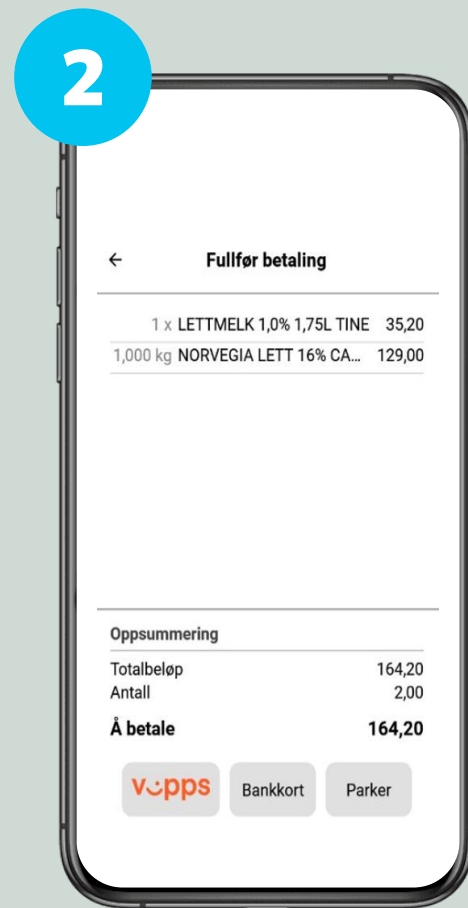 2
← Fullfør betaling
1 x LETTMELK 1,0% 1,75L TINE 35,20
1,000 kg NORVEGIA LETT 16% CA... 129,00
Oppsummering
Totalbeløp 164,20
Antall 2,00
Å betale 164,20
vipps Bankkort Parker